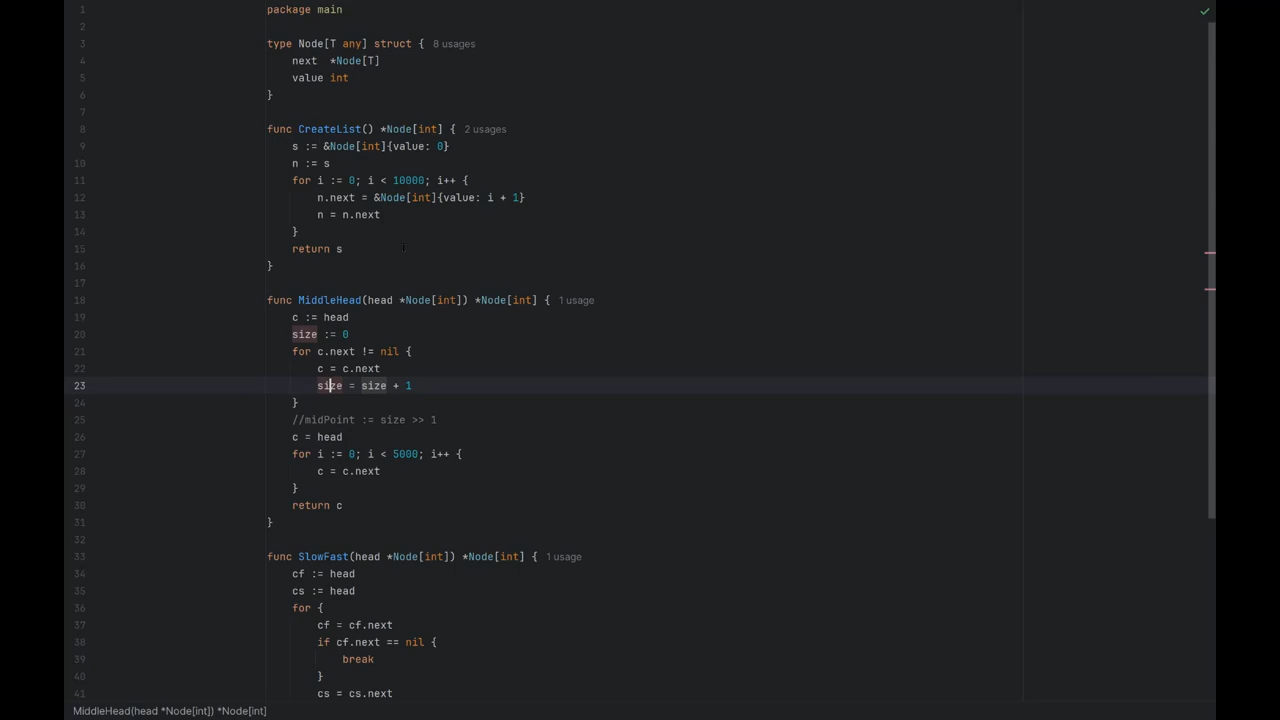 1 package main
2
3 type Node[T any] struct { 8 usages
4 next *Node[T]
5 value int
6 }
7
8 func CreateList() *Node[int] { 2 usages
9 s := &Node[int]{value: 0}
10 n := s
11 for i := 0; i < 10000; i++ {
12 n.next = &Node[int]{value: i + 1}
13 n = n.next
14 }
15 return s
16 }
17
18 func MiddleHead(head *Node[int]) *Node[int] { 1 usage
19 c := head
20 size := 0
21 for c.next != nil {
22 c = c.next
23 size = size + 1
24 }
25 //midPoint := size >> 1
26 c = head
27 for i := 0; i < 5000; i++ {
28 c = c.next
29 }
30 return c
31 }
32
33 func SlowFast(head *Node[int]) *Node[int] { 1 usage
34 cf := head
35 cs := head
36 for {
37 cf = cf.next
38 if cf.next == nil {
39 break
40 }
41 cs = cs.next
MiddleHead(head *Node[int]) *Node[int]